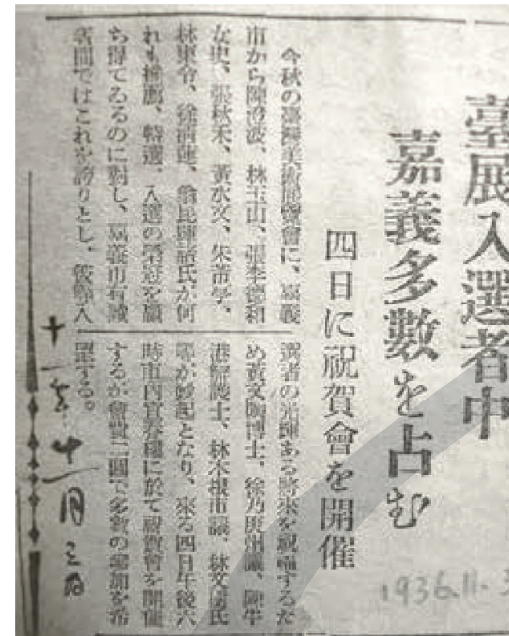 臺展入選者中
嘉義多數を占む
四日に祝賀會を開催
今秋の臺灣美術展覽會に、嘉義
市から陳澄波、林玉山、張李德和
女史、張秋禾、黃水文、朱芾亭、
林東令、徐清蓮、翁崑輝諸氏が何
れも推薦、特選、入選の榮冠を贏
ち得てゐるのに對し、嘉義市有識
者間ではこれを誇りとし、彼等入
選者の光輝ある將來を祝福するた
め黃文陶博士、徐乃庚州議、陳
港辯護士、林木根市議、林文 氏
等が發起となり、來る四日午後六
時市內宜春樓に於て祝賀會を開催
するが會費二圓で多數の參加を希
望する。
十一年十一月三日
1936.11.3